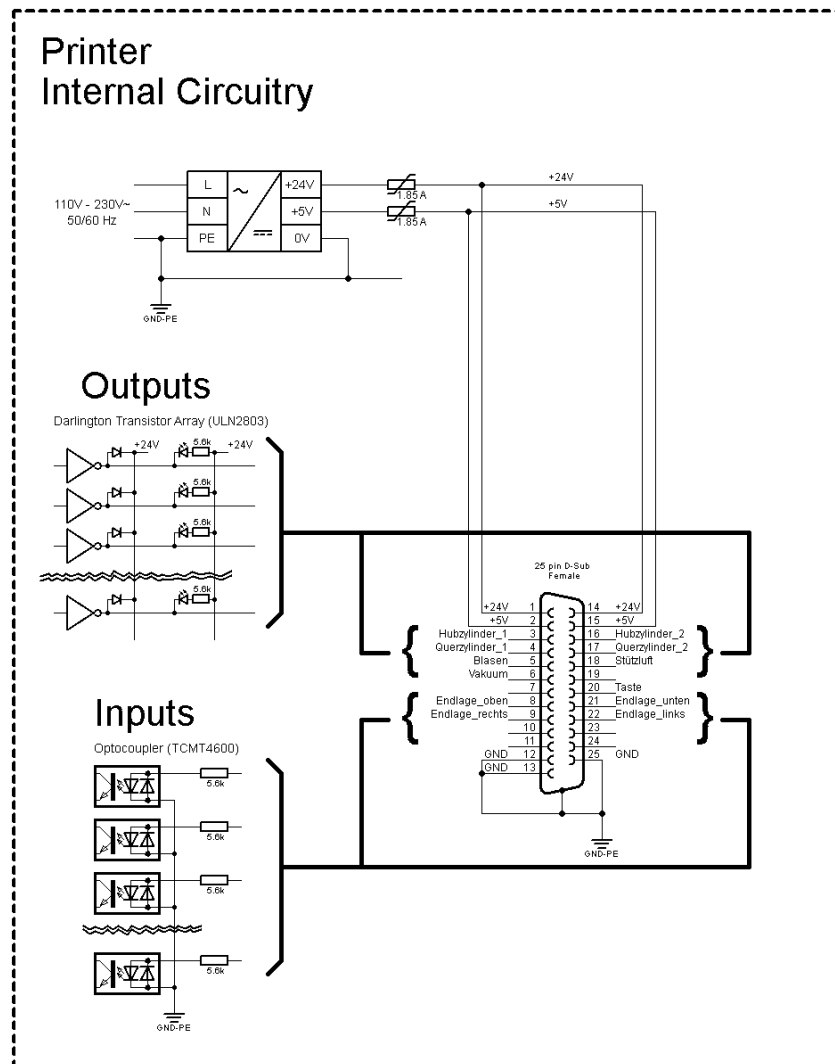 Printer
Internal Circuitry
110V - 230V~
50/60 Hz
L
N
PE
+24V
+5V
0V
1.85A
1.85A
+24V
+5V
GND-PE
Outputs
Darlington Transistor Array (ULN2803)
+24V
5.6k
+24V
5.6k
5.6k
5.6k
25 pin D-Sub
Female
+24V 1 14 +24V
+5V 2 15 +5V
Hubzylinder_1 3 16 Hubzylinder_2
Querzylinder_1 4 17 Querzylinder_2
Blasen 5 18 Stützluft
Vakuum 6 19
7 20 Taste
Endlage_oben 8 21 Endlage_unten
Endlage_rechts 9 22 Endlage_links
10 23
11 24
GND 12 25 GND
GND 13
GND-PE
Inputs
Optocoupler (TCMT4600)
5.6k
5.6k
5.6k
5.6k
GND-PE